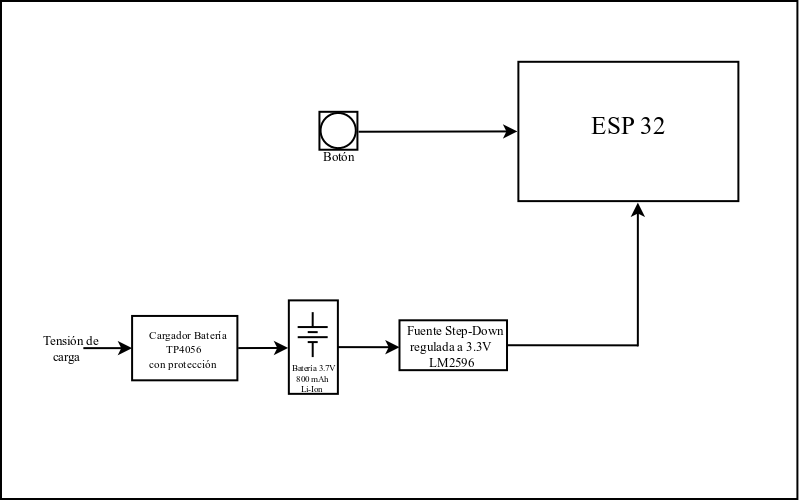 ESP 32
Botón
Tensión de
carga
Cargador Batería
TP4056
con protección
Bateria 3.7V
800 mAh
Li-Ion
Fuente Step-Down
regulada a 3.3V
LM2596